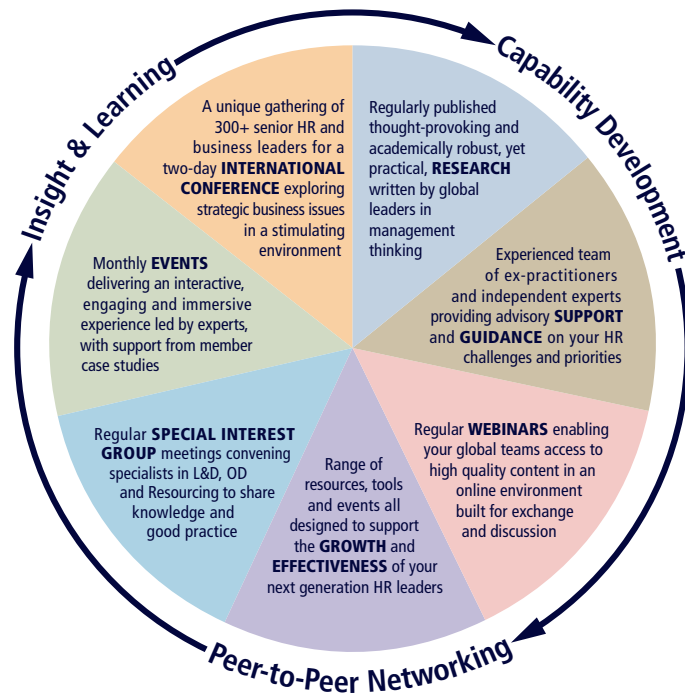 Insight & Learning
Capability Development
Peer-to-Peer Networking
A unique gathering of
300+ senior HR and
business leaders for a
two-day INTERNATIONAL
CONFERENCE exploring
strategic business issues
in a stimulating
environment
Regularly published
thought-provoking and
academically robust, yet
practical, RESEARCH
written by global
leaders in
management
thinking
Experienced team
of ex-practitioners
and independent experts
providing advisory SUPPORT
and GUIDANCE on your HR
challenges and priorities
Regular WEBINARS enabling
your global teams access to
high quality content in an
online environment
built for exchange
and discussion
Range of
resources, tools
and events all
designed to support
the GROWTH and
EFFECTIVENESS of your
next generation HR leaders
Regular SPECIAL INTEREST
GROUP meetings convening
specialists in L&D, OD
and Resourcing to share
knowledge and
good practice
Monthly EVENTS
delivering an interactive,
engaging and immersive
experience led by experts,
with support from member
case studies